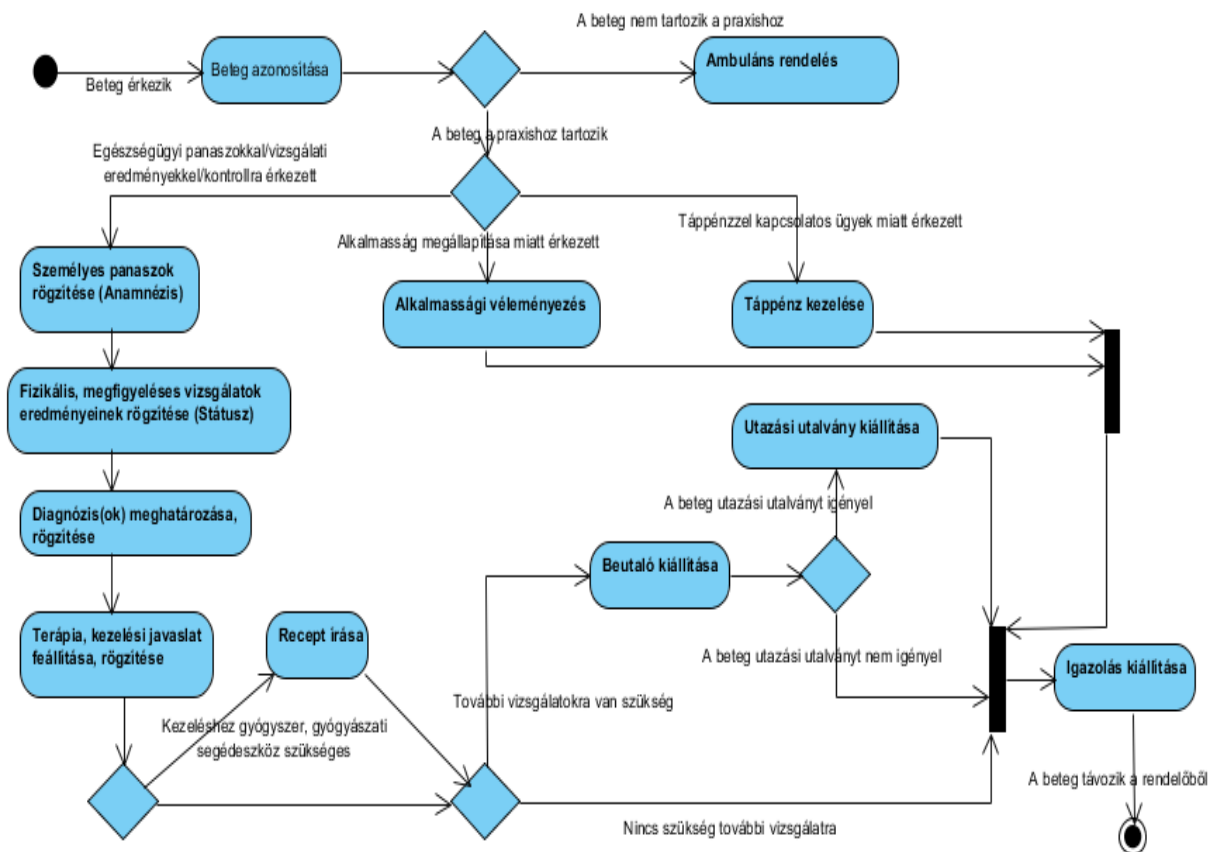 A beteg nem tartozik a praxishoz
Beteg azonosítása
Ambuláns rendelés
Beteg érkezik
A beteg a praxishoz tartozik
Egészségügyi panaszokkal/vizsgálati
eredményekkel/kontrollra érkezett
Táppénzzel kapcsolatos ügyek miatt érkezett
Alkalmasság megállapítása miatt érkezett
Személyes panaszok
rögzítése (Anamnézis)
Alkalmassági véleményezés
Táppénz kezelése
Fizikális, megfigyeléses vizsgálatok
eredményeinek rögzítése (Státusz)
Utazási utalvány kiállítása
Diagnózis(ok) meghatározása,
rögzítése
A beteg utazási utalványt igényel
Beutaló kiállítása
Terápia, kezelési javaslat
feállítása, rögzítése
Recept írása
A beteg utazási utalványt nem igényel
Igazolás kiállítása
További vizsgálatokra van szükség
Kezeléshez gyógyszer, gyógyászati
segédeszköz szükséges
A beteg távozik a rendelőből
Nincs szükség további vizsgálatra